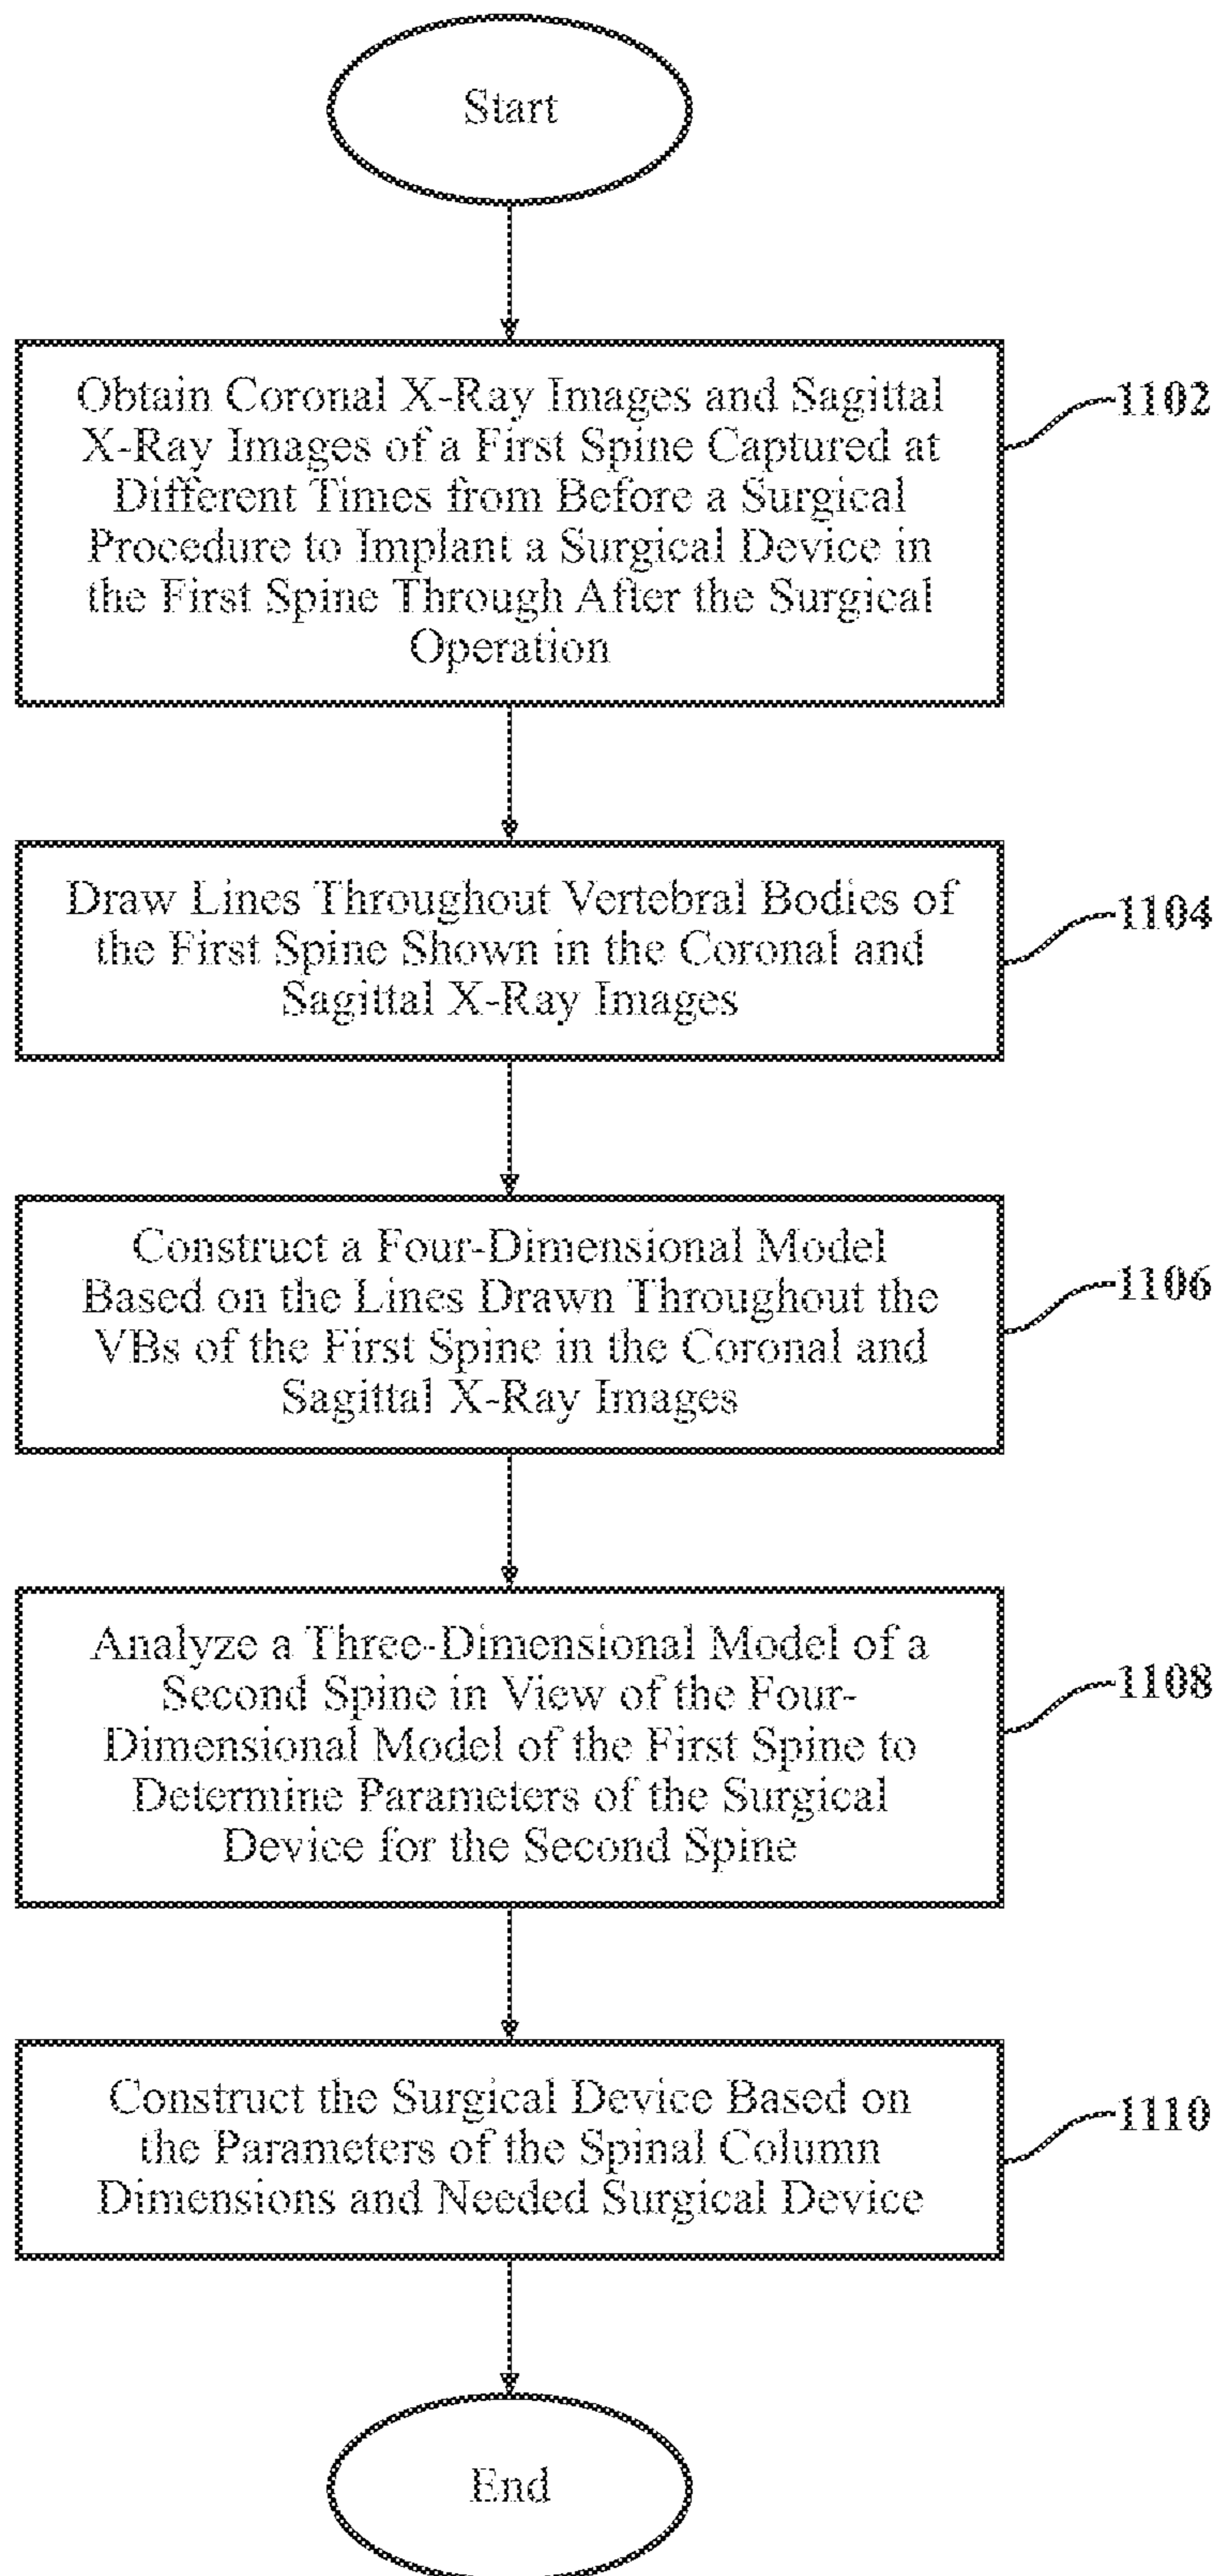 Start
Obtain Coronal X-Ray Images and Sagittal
X-Ray Images of a First Spine Captured at
Different Times from Before a Surgical
Procedure to Implant a Surgical Device in
the First Spine Through After the Surgical
Operation
1102
Draw Lines Throughout Vertebral Bodies of
the First Spine Shown in the Coronal and
Sagittal X-Ray Images
1104
Construct a Four-Dimensional Model
Based on the Lines Drawn Throughout the
VBs of the First Spine in the Coronal and
Sagittal X-Ray Images
1106
Analyze a Three-Dimensional Model of a
Second Spine in View of the Four-
Dimensional Model of the First Spine to
Determine Parameters of the Surgical
Device for the Second Spine
1108
Construct the Surgical Device Based on
the Parameters of the Spinal Column
Dimensions and Needed Surgical Device
1110
End